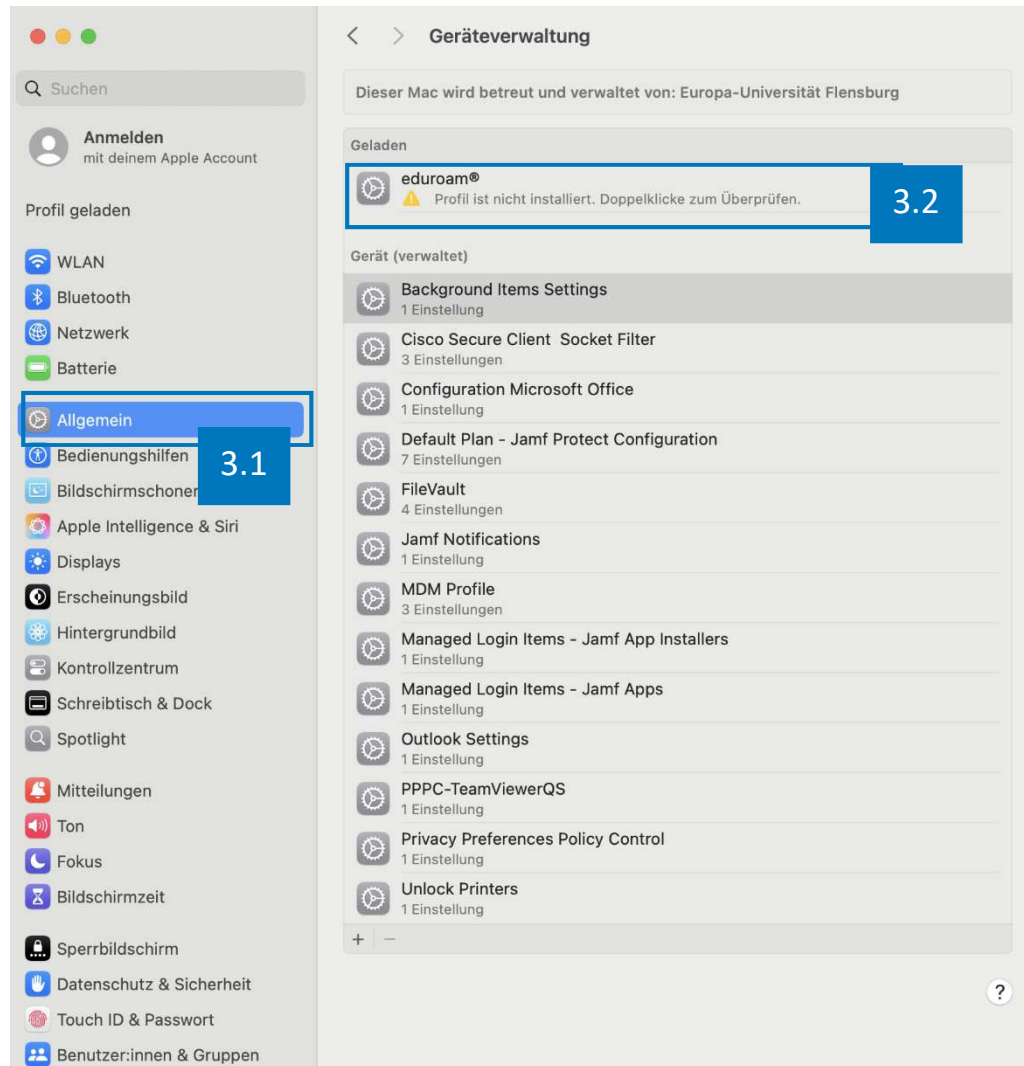 Suchen
Anmelden
mit deinem Apple Account
Profil geladen
WLAN
Bluetooth
Netzwerk
Batterie
Allgemein
3.1
Bedienungshilfen
Bildschirmschoner
Apple Intelligence & Siri
Displays
Erscheinungsbild
Hintergrundbild
Kontrollzentrum
Schreibtisch & Dock
Spotlight
Mitteilungen
Ton
Fokus
Bildschirmzeit
Sperrbildschirm
Datenschutz & Sicherheit
Touch ID & Passwort
Benutzer:innen & Gruppen
Geräteverwaltung
Dieser Mac wird betreut und verwaltet von: Europa-Universität Flensburg
Geladen
eduroam®
Profil ist nicht installiert. Doppelklicke zum Überprüfen.
3.2
Gerät (verwaltet)
Background Items Settings
1 Einstellung
Cisco Secure Client Socket Filter
3 Einstellungen
Configuration Microsoft Office
1 Einstellung
Default Plan - Jamf Protect Configuration
7 Einstellungen
FileVault
4 Einstellungen
Jamf Notifications
1 Einstellung
MDM Profile
3 Einstellungen
Managed Login Items - Jamf App Installers
1 Einstellung
Managed Login Items - Jamf Apps
1 Einstellung
Outlook Settings
1 Einstellung
PPPC-TeamViewerQS
1 Einstellung
Privacy Preferences Policy Control
1 Einstellung
Unlock Printers
1 Einstellung
+ −
?